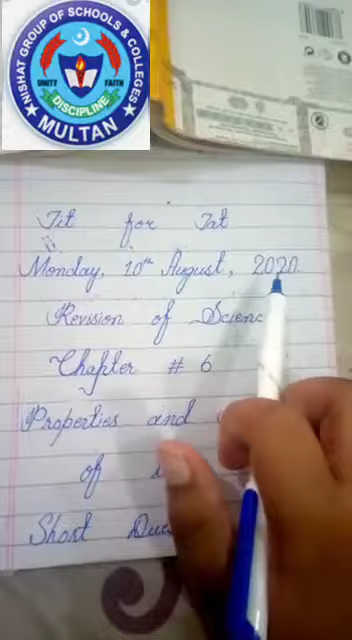 NISHAT GROUP OF SCHOOLS & COLLEGES
UNITY FAITH
DISCIPLINE
MULTAN
Tit for Tat
Monday, 10th August, 2020.
Revision of Scienc
Chapter # 6
Properties and
of
Short Ques